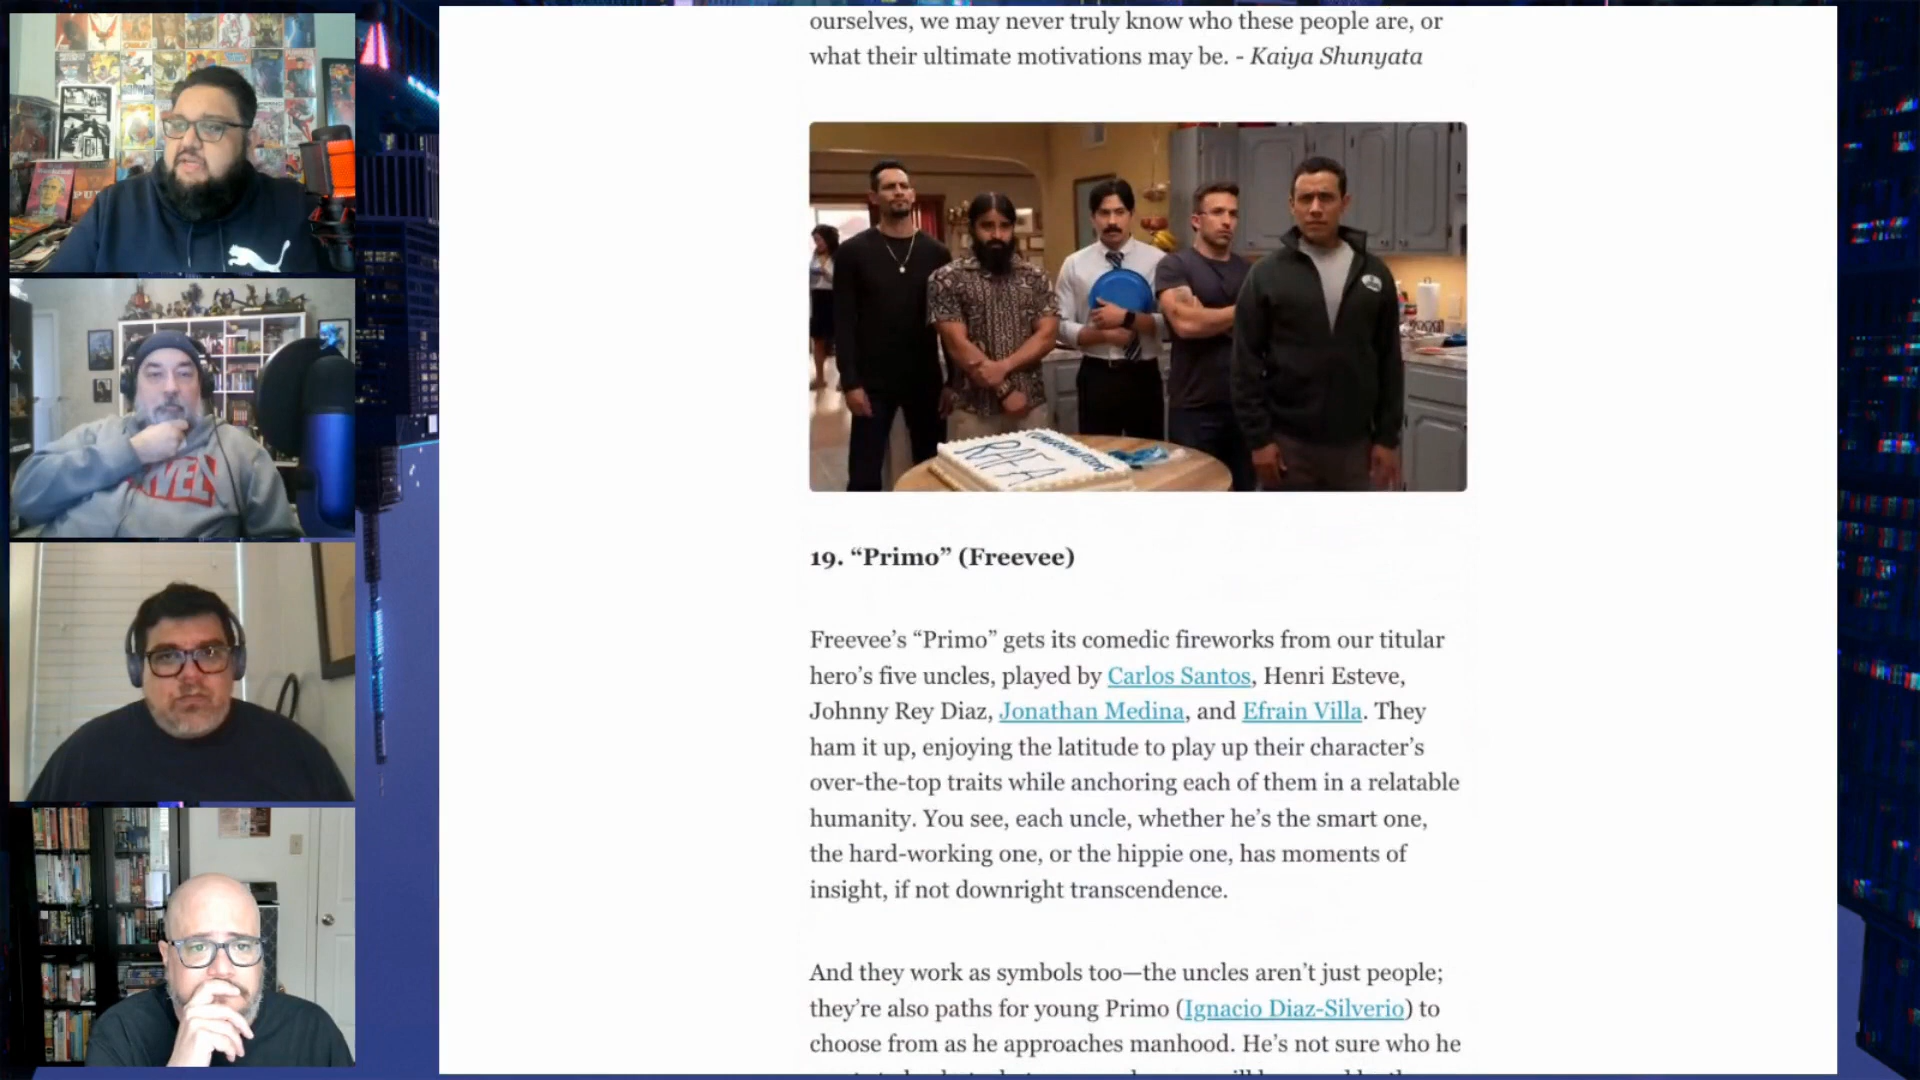 ourselves, we may never truly know who these people are, or
what their ultimate motivations may be. - Kaiya Shunyata
CONGRATULATIONS
RAFA
19. “Primo” (Freevee)
Freevee’s “Primo” gets its comedic fireworks from our titular
hero’s five uncles, played by Carlos Santos, Henri Esteve,
Johnny Rey Diaz, Jonathan Medina, and Efrain Villa. They
ham it up, enjoying the latitude to play up their character’s
over-the-top traits while anchoring each of them in a relatable
humanity. You see, each uncle, whether he’s the smart one,
the hard-working one, or the hippie one, has moments of
insight, if not downright transcendence.
And they work as symbols too—the uncles aren’t just people;
they’re also paths for young Primo (Ignacio Diaz-Silverio) to
choose from as he approaches manhood. He’s not sure who he